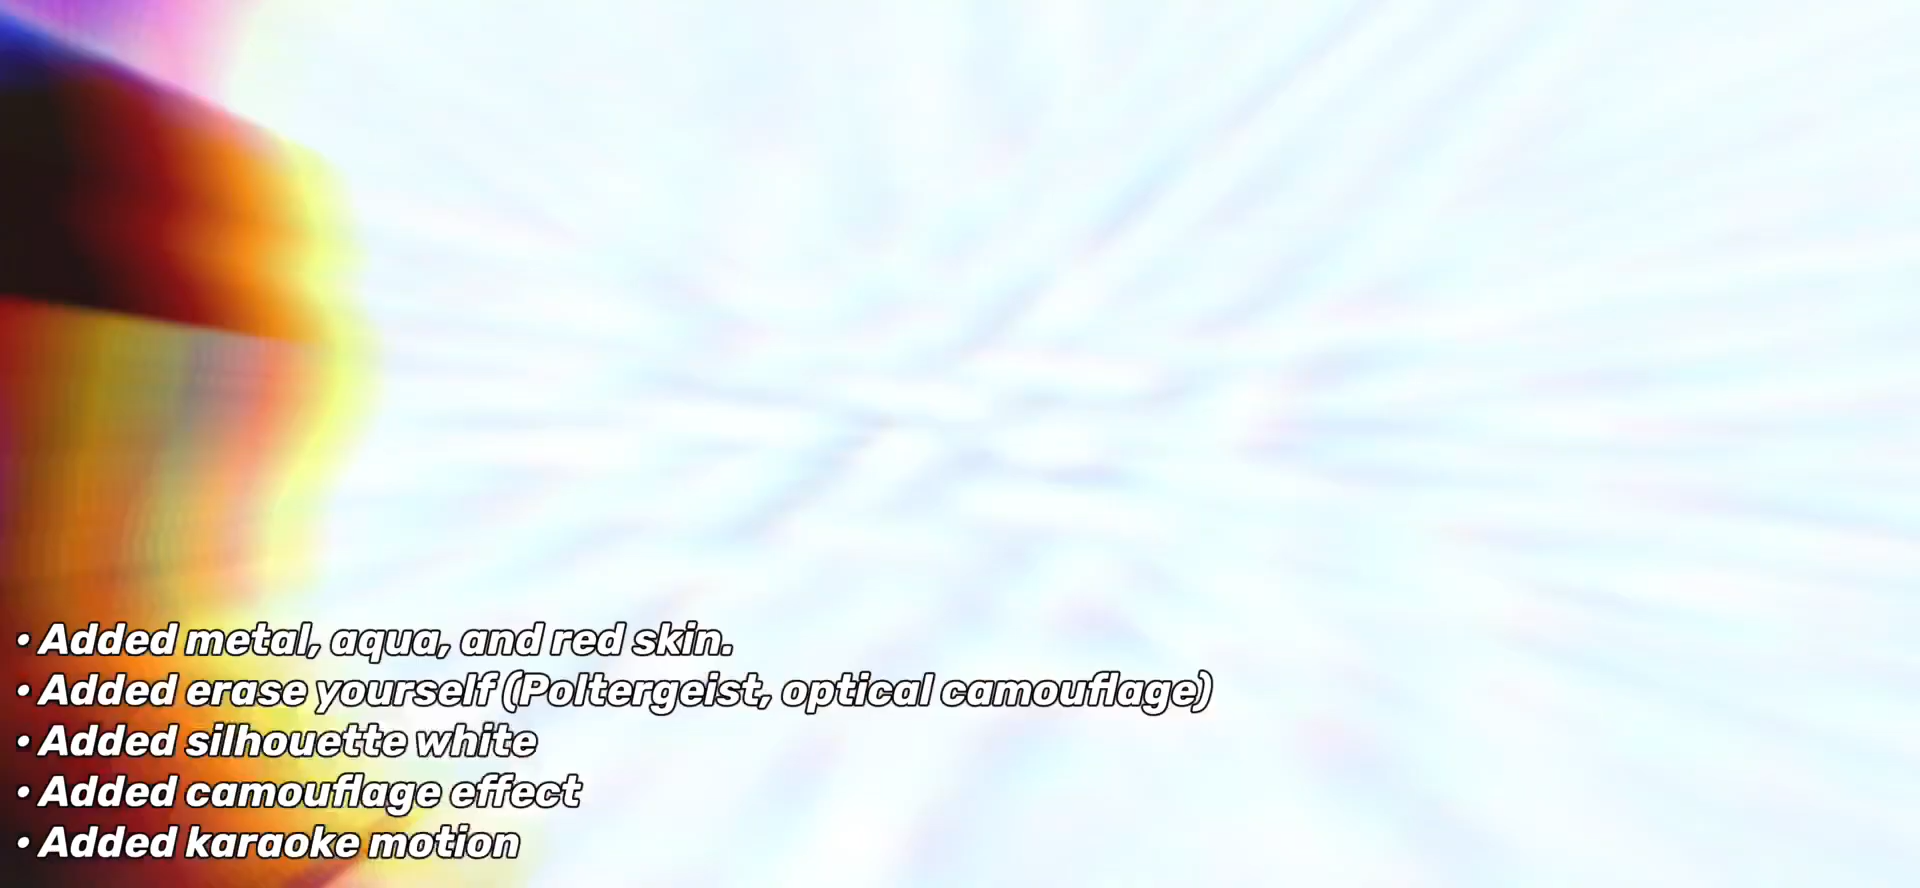 • Added metal, aqua, and red skin.
• Added erase yourself (Poltergeist, optical camouflage)
• Added silhouette white
• Added camouflage effect
• Added karaoke motion